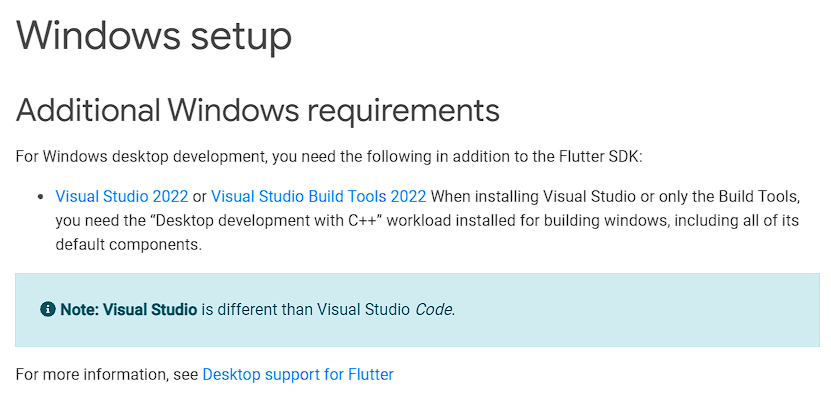 Windows setup
Additional Windows requirements
For Windows desktop development, you need the following in addition to the Flutter SDK:
• Visual Studio 2022 or Visual Studio Build Tools 2022 When installing Visual Studio or only the Build Tools,
you need the “Desktop development with C++” workload installed for building windows, including all of its
default components.
Note: Visual Studio is different than Visual Studio Code.
For more information, see Desktop support for Flutter